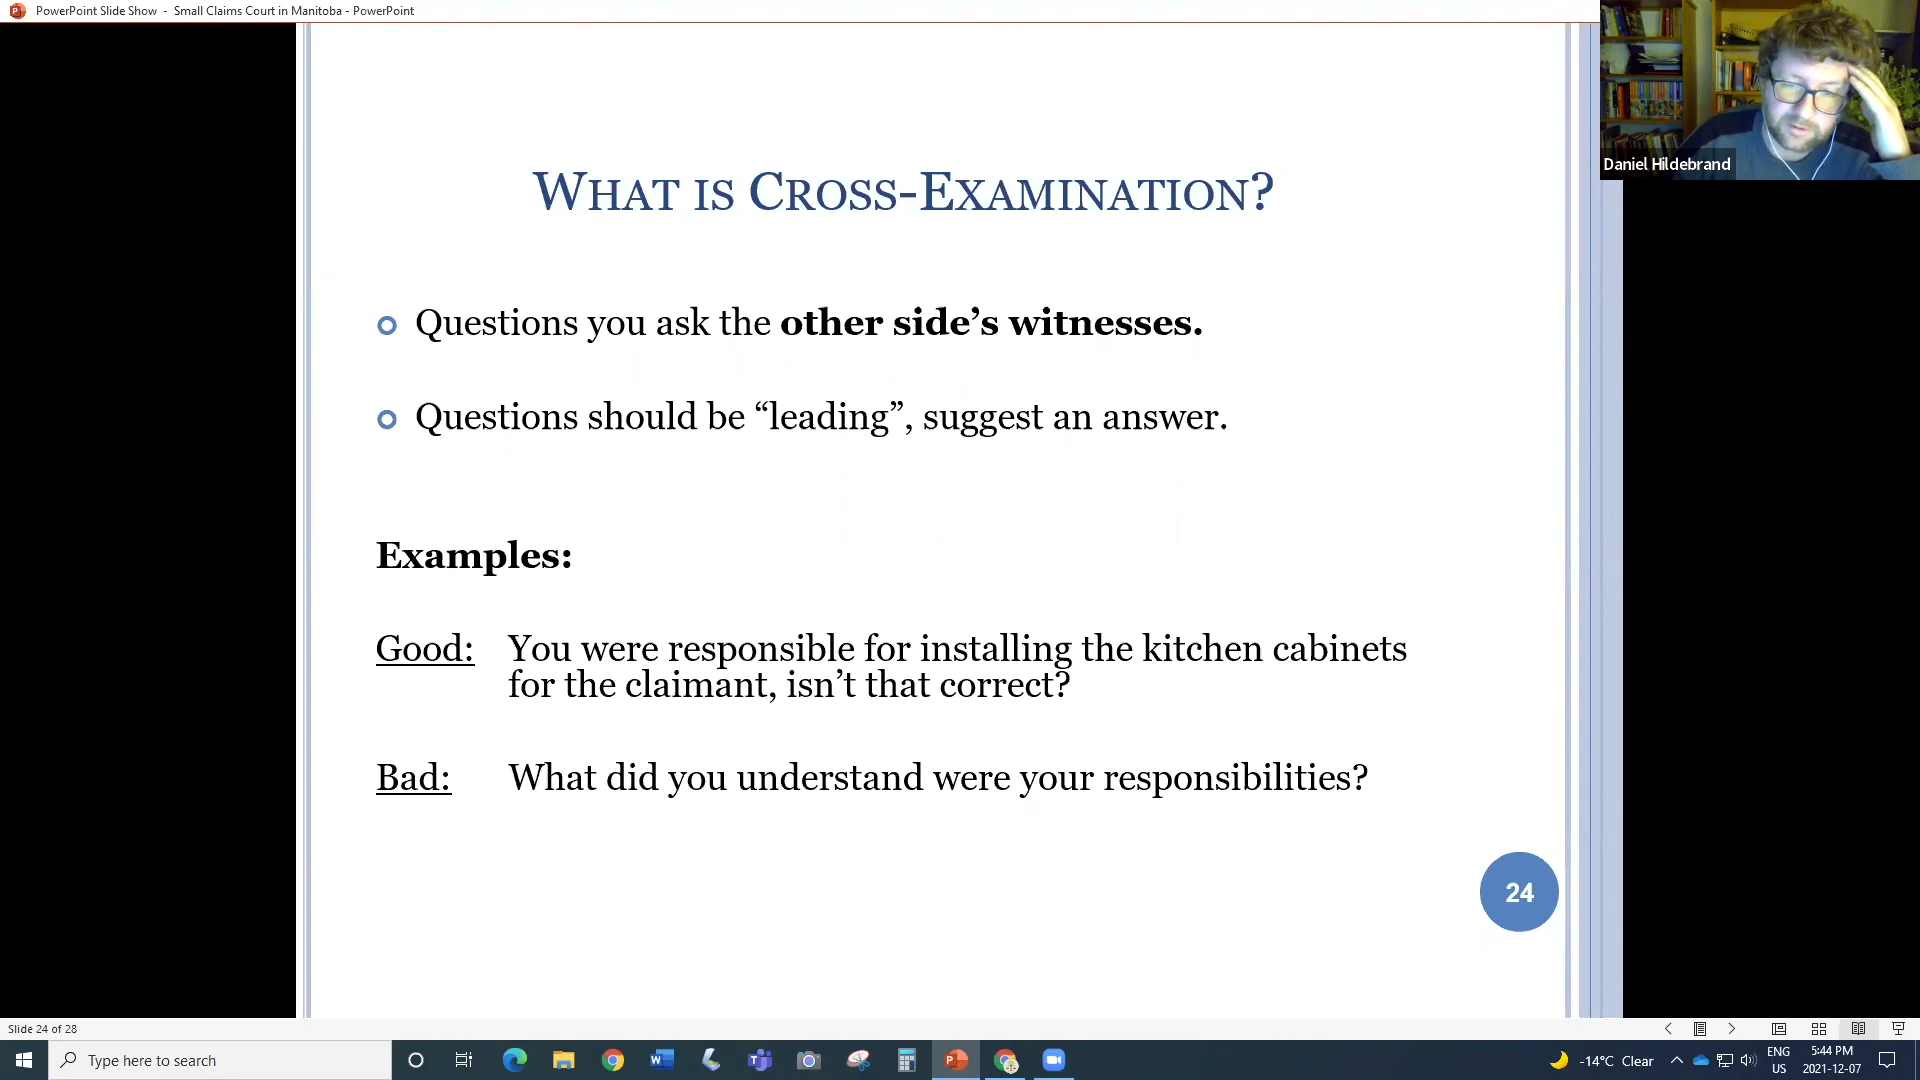 PowerPoint Slide Show - Small Claims Court in Manitoba - PowerPoint
Daniel Hildebrand
WHAT IS CROSS-EXAMINATION?
Questions you ask the other side’s witnesses.
Questions should be “leading”, suggest an answer.
Examples:
Good: You were responsible for installing the kitchen cabinets
for the claimant, isn’t that correct?
Bad: What did you understand were your responsibilities?
24
Slide 24 of 28
Type here to search
-14°C Clear
ENG
US
5:44 PM
2021-12-07